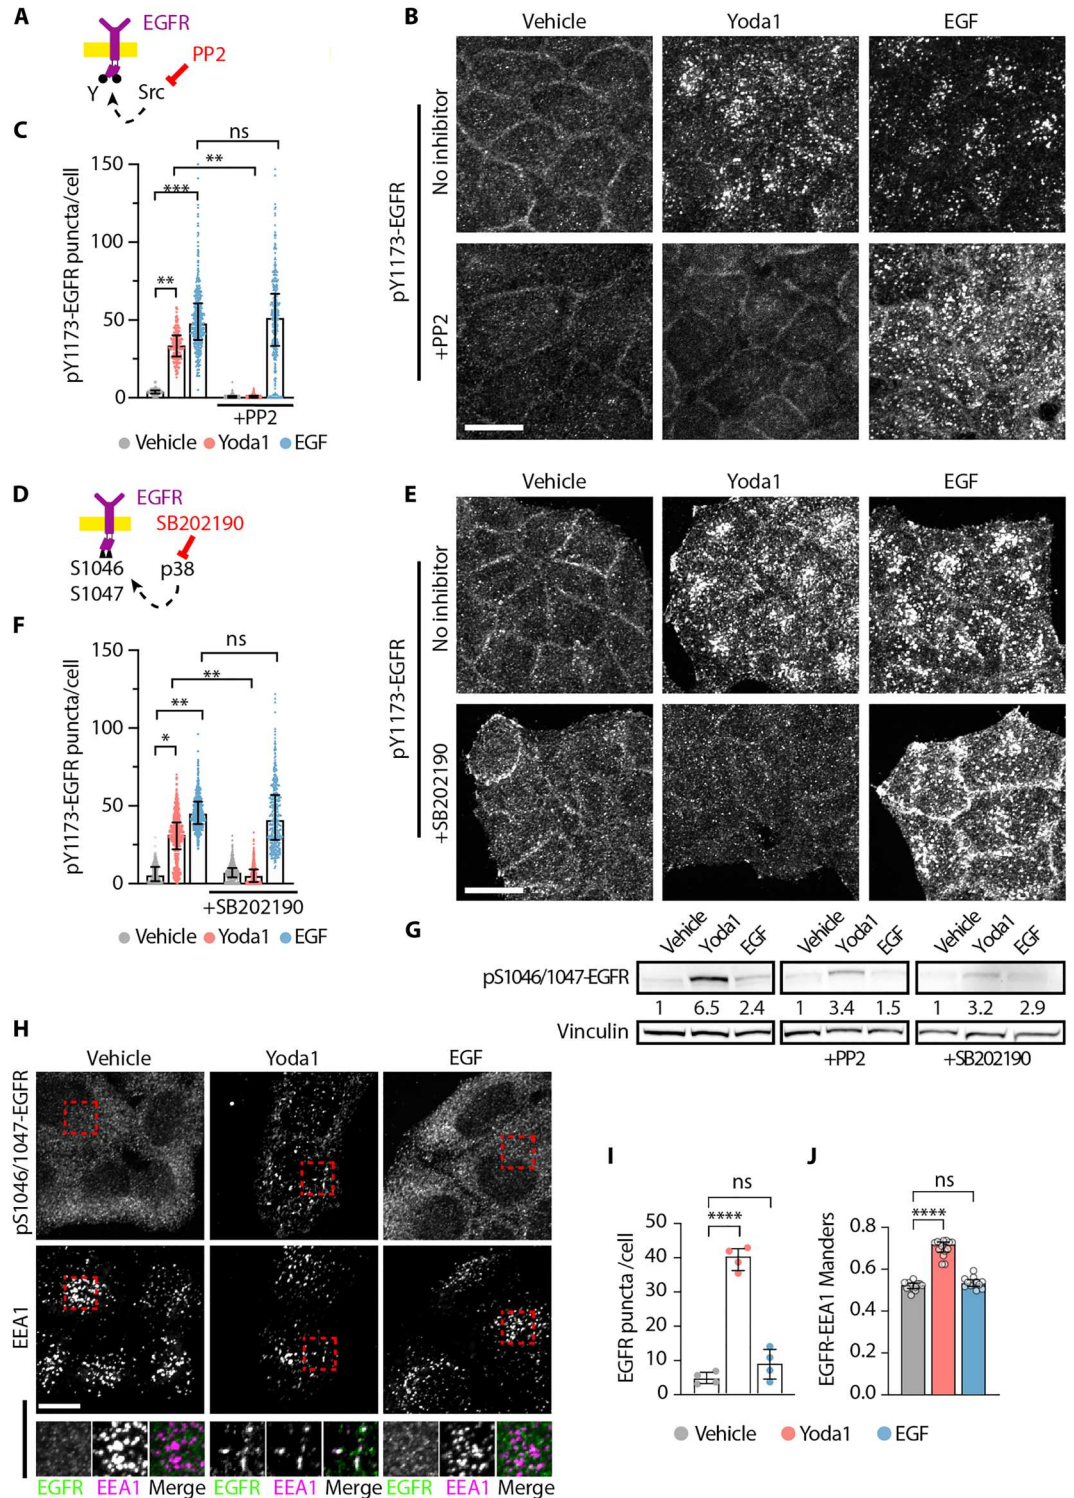 A
EGFR
PP2
Y
Src
B
Vehicle
Yoda1
EGF
No inhibitor
+PP2
pY1173-EGFR
C
ns
**
***
**
150
100
50
0
pY1173-EGFR puncta/cell
+PP2
Vehicle Yoda1 EGF
D
EGFR
SB202190
S1046
S1047
p38
E
Vehicle
Yoda1
EGF
No inhibitor
+SB202190
pY1173-EGFR
F
ns
**
**
*
150
100
50
0
pY1173-EGFR puncta/cell
+SB202190
Vehicle Yoda1 EGF
G
Vehicle Yoda1 EGF Vehicle Yoda1 EGF Vehicle Yoda1 EGF
pS1046/1047-EGFR
1 6.5 2.4 1 3.4 1.5 1 3.2 2.9
Vinculin
+PP2 +SB202190
H
Vehicle Yoda1 EGF
pS1046/1047-EGFR
EEA1
EGFR EEA1 Merge EGFR EEA1 Merge EGFR EEA1 Merge
I
ns
****
50
40
30
20
10
0
EGFR puncta /cell
J
ns
****
0.8
0.6
0.4
0.2
0.0
EGFR-EEA1 Manders
Vehicle Yoda1 EGF